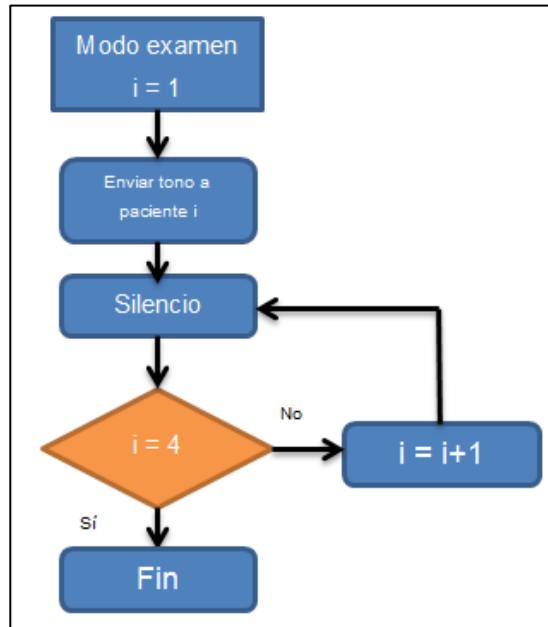 Modo examen
i = 1
Enviar tono a
paciente i
Silencio
i = 4
No
i = i+1
Sí
Fin